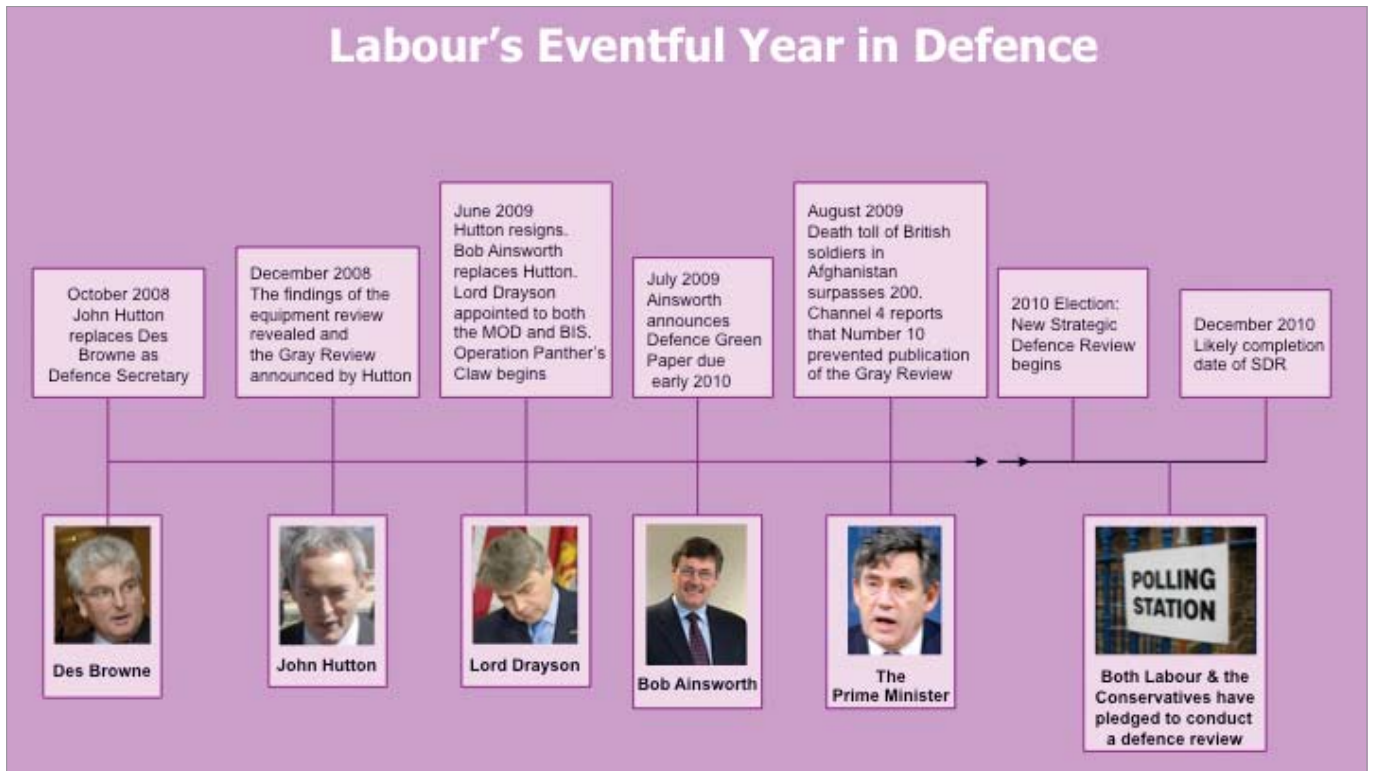 Labour's Eventful Year in Defence
October 2008
John Hutton
replaces Des
Browne as
Defence Secretary
December 2008
The findings of the
equipment review
revealed and
the Gray Review
announced by Hutton
June 2009
Hutton resigns.
Bob Ainsworth
replaces Hutton.
Lord Drayson
appointed to both
the MOD and BIS.
Operation Panther's
Claw begins
July 2009
Ainsworth
announces
Defence Green
Paper due
early 2010
August 2009
Death toll of British
soldiers in
Afghanistan
surpasses 200.
Channel 4 reports
that Number 10
prevented publication
of the Gray Review
2010 Election:
New Strategic
Defence Review
begins
December 2010
Likely completion
date of SDR
Des Browne
John Hutton
Lord Drayson
Bob Ainsworth
The
Prime Minister
POLLING
STATION
Both Labour & the
Conservatives have
pledged to conduct
a defence review